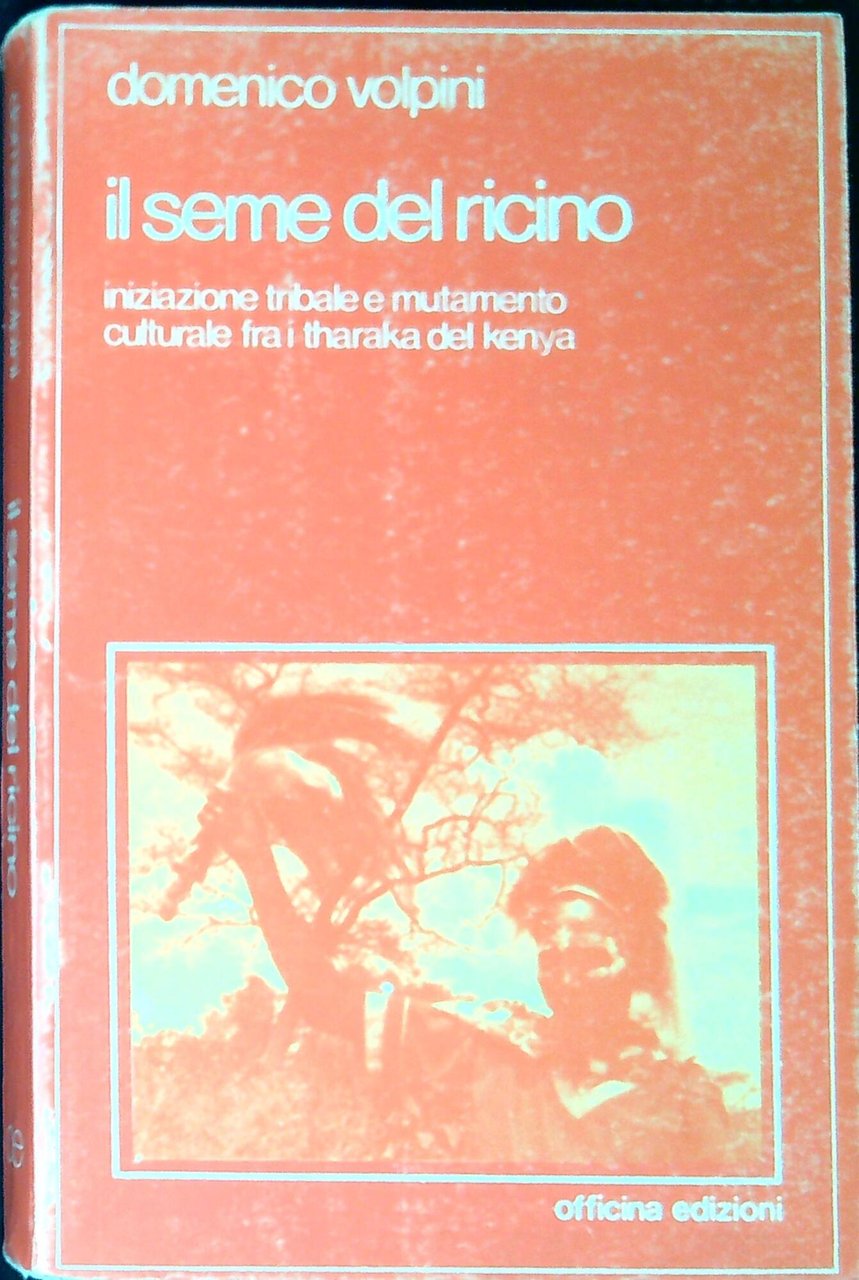 domenico volpini
il seme del ricino
iniziazione tribale e mutamento
culturale fra i tharaka del kenya
officina edizioni
il seme del ricino